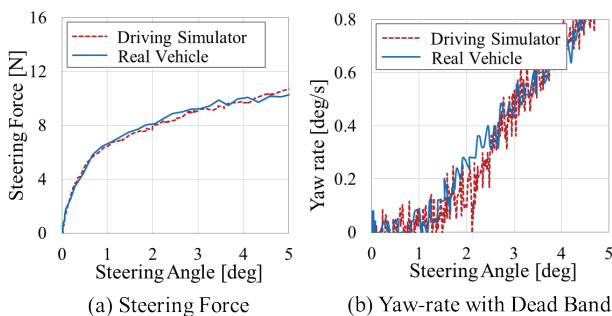 16
12
8
4
0
Steering Force [N]
Driving Simulator
Real Vehicle
0 1 2 3 4 5
Steering Angle [deg]
(a) Steering Force
0.8
0.6
0.4
0.2
0
Yaw rate [deg/s]
Driving Simulator
Real Vehicle
0 1 2 3 4 5
Steering Angle [deg]
(b) Yaw-rate with Dead Band